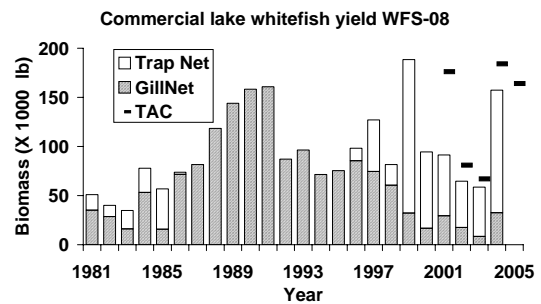 Commercial lake whitefish yield WFS-08
200
150
100
50
0
Biomass (X 1000 lb)
Trap Net
GillNet
TAC
1981 1985 1989 1993 1997 2001 2005
Year